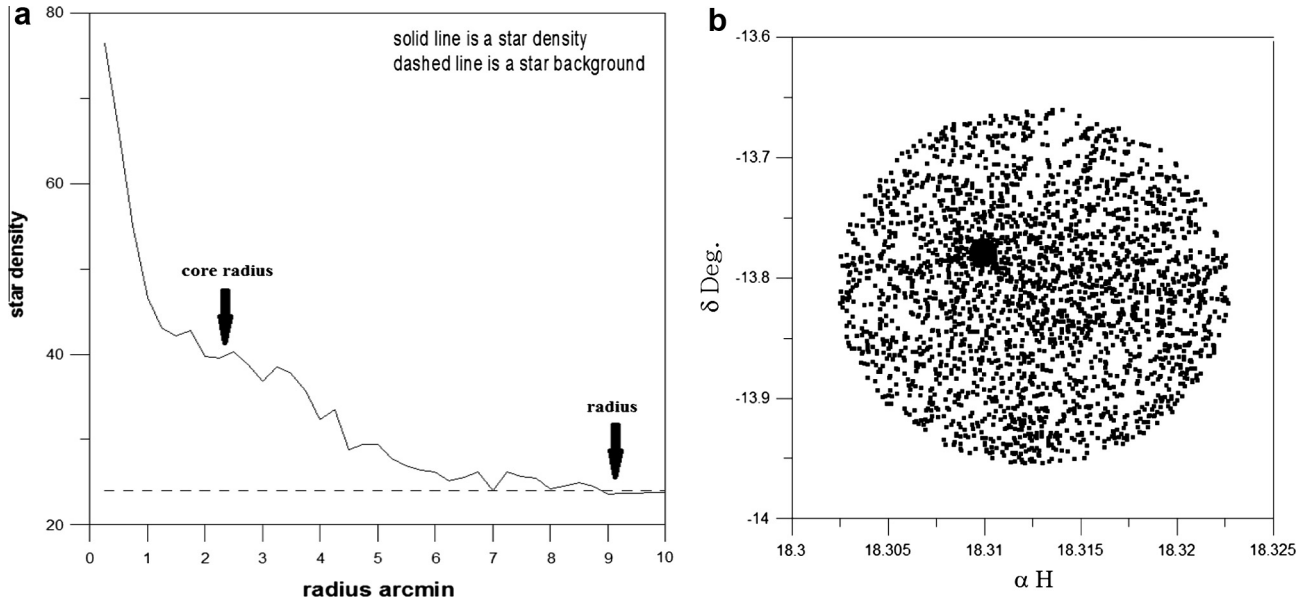 a
80
60
40
20
star density
solid line is a star density
dashed line is a star background
core radius
radius
0 1 2 3 4 5 6 7 8 9 10
radius arcmin
b
-13.6
-13.7
-13.8
-13.9
-14
δ Deg.
18.3 18.305 18.31 18.315 18.32 18.325
α H